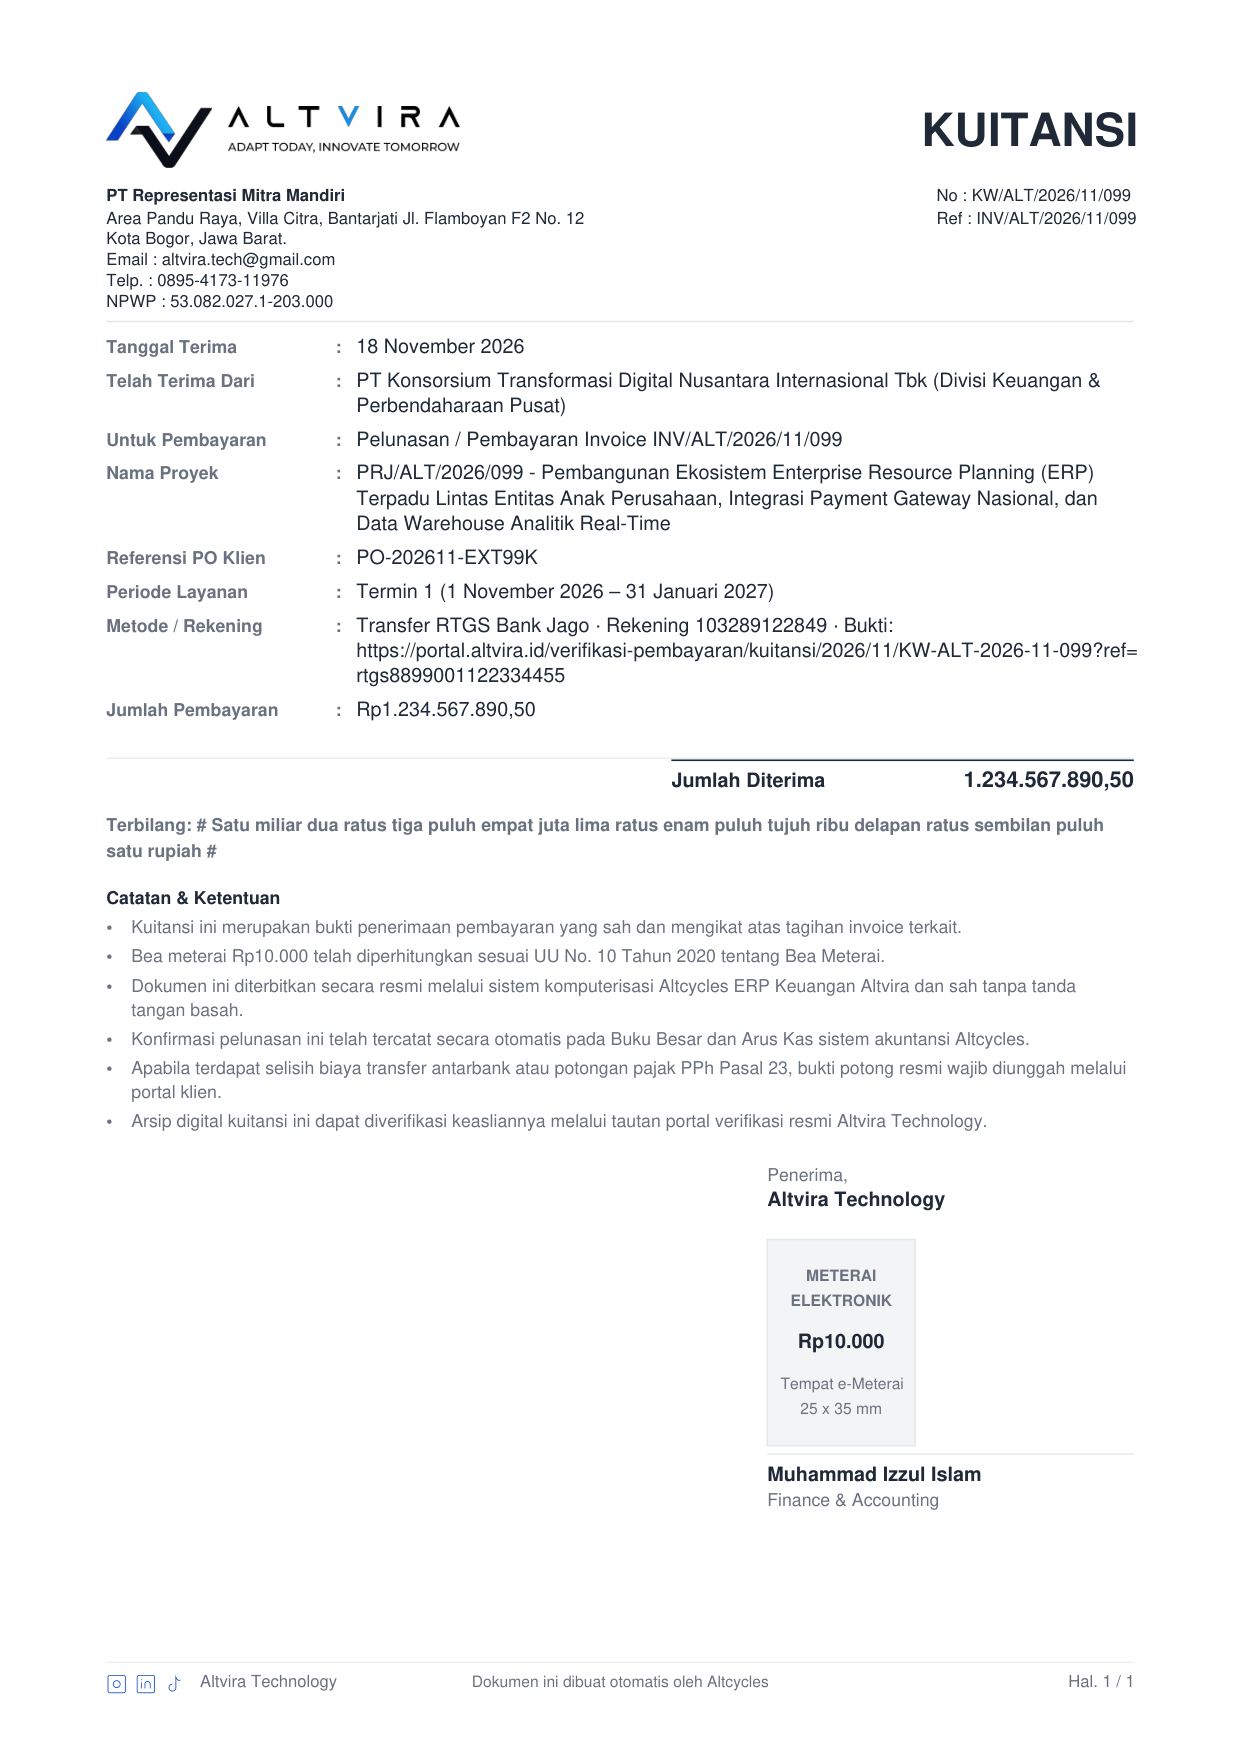 ALTVIRA
ADAPT TODAY, INNOVATE TOMORROW
KUITANSI
PT Representasi Mitra Mandiri
Area Pandu Raya, Villa Citra, Bantarjati Jl. Flamboyan F2 No. 12
Kota Bogor, Jawa Barat.
Email : altvira.tech@gmail.com
Telp. : 0895-4173-11976
NPWP : 53.082.027.1-203.000
No : KW/ALT/2026/11/099
Ref : INV/ALT/2026/11/099
Tanggal Terima : 18 November 2026
Telah Terima Dari : PT Konsorsium Transformasi Digital Nusantara Internasional Tbk (Divisi Keuangan &
Perbendaharaan Pusat)
Untuk Pembayaran : Pelunasan / Pembayaran Invoice INV/ALT/2026/11/099
Nama Proyek : PRJ/ALT/2026/099 - Pembangunan Ekosistem Enterprise Resource Planning (ERP)
Terpadu Lintas Entitas Anak Perusahaan, Integrasi Payment Gateway Nasional, dan
Data Warehouse Analitik Real-Time
Referensi PO Klien : PO-202611-EXT99K
Periode Layanan : Termin 1 (1 November 2026 – 31 Januari 2027)
Metode / Rekening : Transfer RTGS Bank Jago · Rekening 103289122849 · Bukti:
https://portal.altvira.id/verifikasi-pembayaran/kuitansi/2026/11/KW-ALT-2026-11-099?ref=
rtgs8899001122334455
Jumlah Pembayaran : Rp1.234.567.890,50
Jumlah Diterima 1.234.567.890,50
Terbilang: # Satu miliar dua ratus tiga puluh empat juta lima ratus enam puluh tujuh ribu delapan ratus sembilan puluh
satu rupiah #
Catatan & Ketentuan
• Kuitansi ini merupakan bukti penerimaan pembayaran yang sah dan mengikat atas tagihan invoice terkait.
• Bea meterai Rp10.000 telah diperhitungkan sesuai UU No. 10 Tahun 2020 tentang Bea Meterai.
• Dokumen ini diterbitkan secara resmi melalui sistem komputerisasi Altcycles ERP Keuangan Altvira dan sah tanpa tanda
tangan basah.
• Konfirmasi pelunasan ini telah tercatat secara otomatis pada Buku Besar dan Arus Kas sistem akuntansi Altcycles.
• Apabila terdapat selisih biaya transfer antarbank atau potongan pajak PPh Pasal 23, bukti potong resmi wajib diunggah melalui
portal klien.
• Arsip digital kuitansi ini dapat diverifikasi keasliannya melalui tautan portal verifikasi resmi Altvira Technology.
Penerima,
Altvira Technology
METERAI
ELEKTRONIK
Rp10.000
Tempat e-Meterai
25 x 35 mm
Muhammad Izzul Islam
Finance & Accounting
Altvira Technology Dokumen ini dibuat otomatis oleh Altcycles Hal. 1 / 1